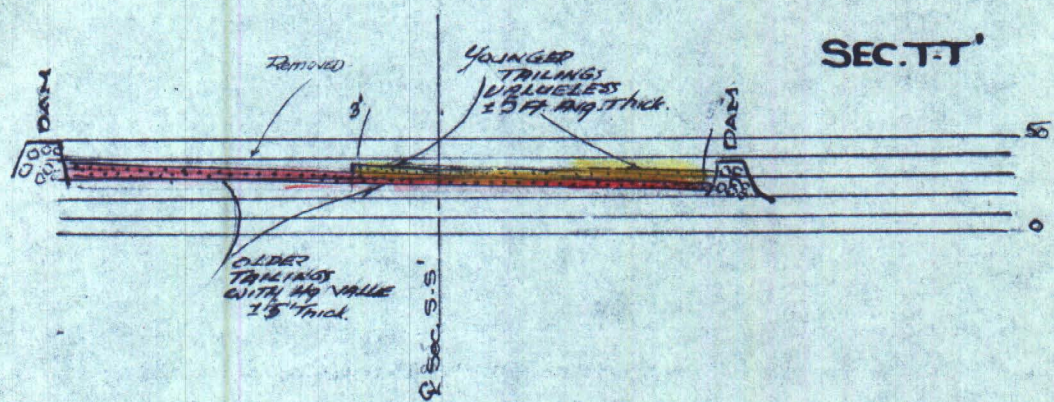 SEC. T-T'
DAM
Removed
YOUNGER
TAILINGS
VALUELESS
±5 Ft. Avg. Thick.
DAM
50
OLDER
TAILINGS
WITH Hg VALUE
±5' Thick.
0
℄ Sec. S-S'